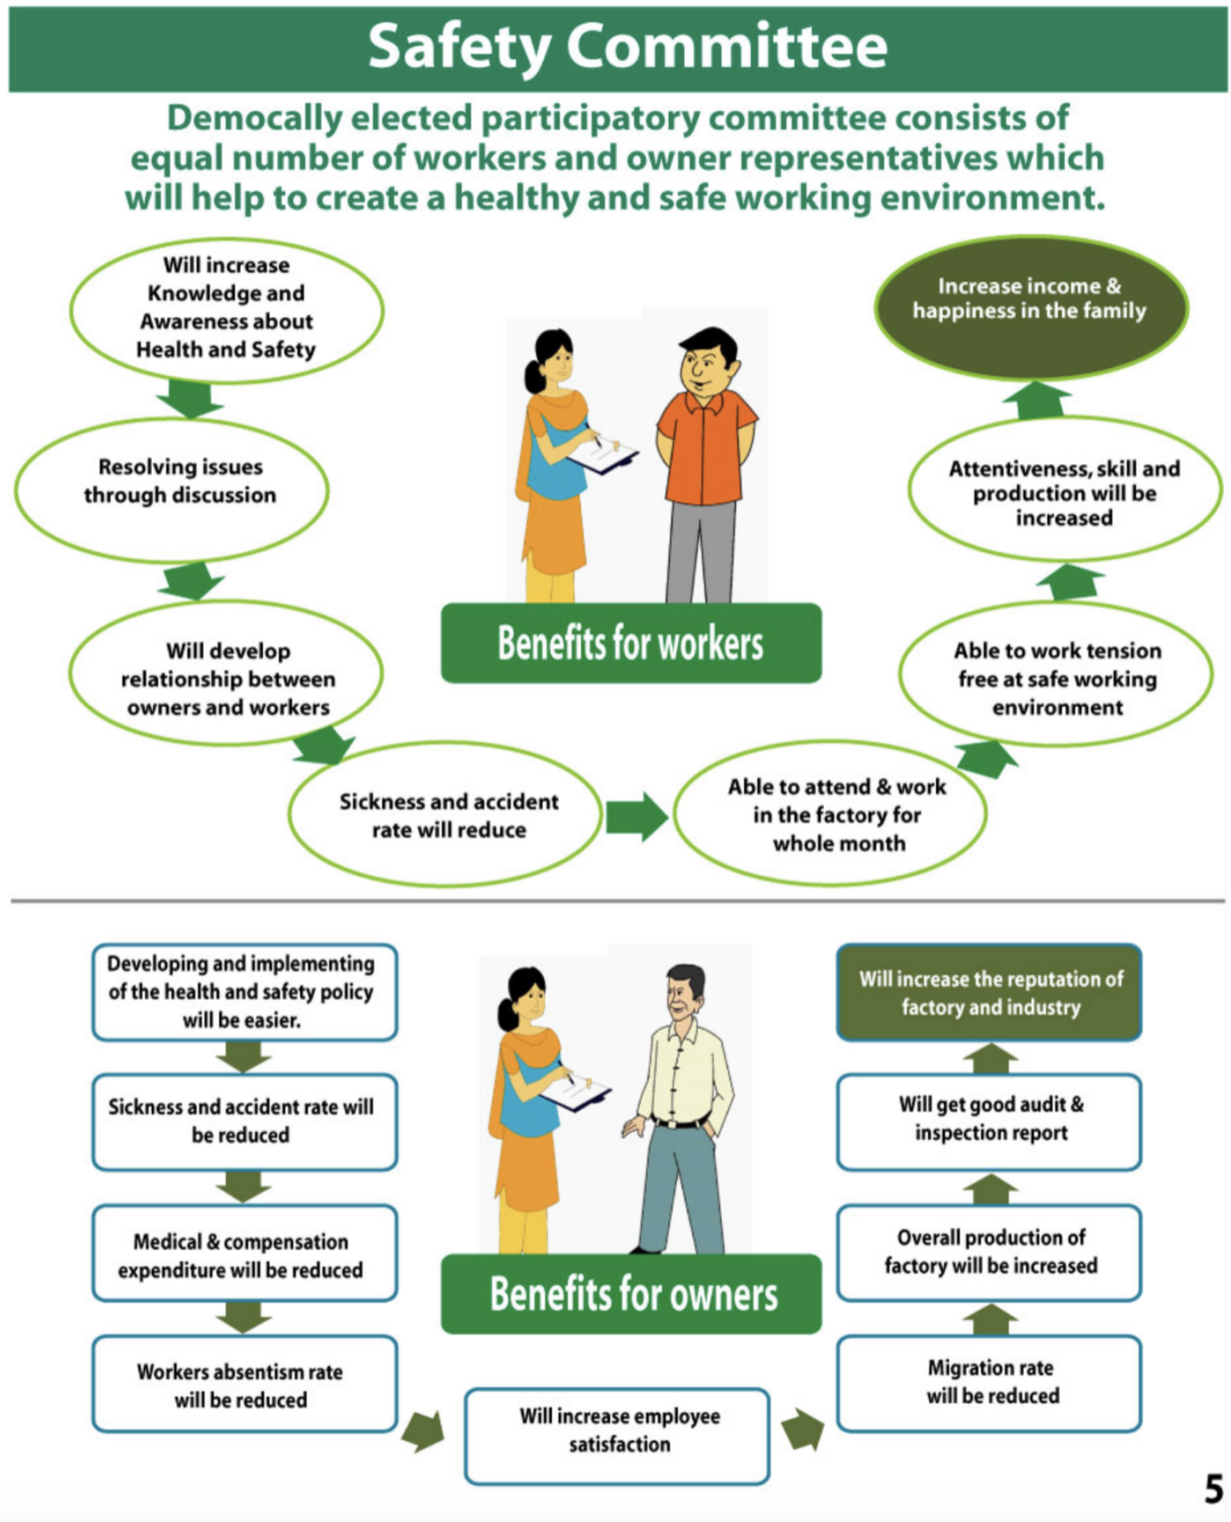 Safety Committee
Democally elected participatory committee consists of
equal number of workers and owner representatives which
will help to create a healthy and safe working environment.
Will increase
Knowledge and
Awareness about
Health and Safety
Resolving issues
through discussion
Will develop
relationship between
owners and workers
Sickness and accident
rate will reduce
Able to attend & work
in the factory for
whole month
Able to work tension
free at safe working
environment
Attentiveness, skill and
production will be
increased
Increase income &
happiness in the family
Benefits for workers
Developing and implementing
of the health and safety policy
will be easier.
Sickness and accident rate will
be reduced
Medical & compensation
expenditure will be reduced
Workers absentism rate
will be reduced
Will increase employee
satisfaction
Migration rate
will be reduced
Overall production of
factory will be increased
Will get good audit &
inspection report
Will increase the reputation of
factory and industry
Benefits for owners
5